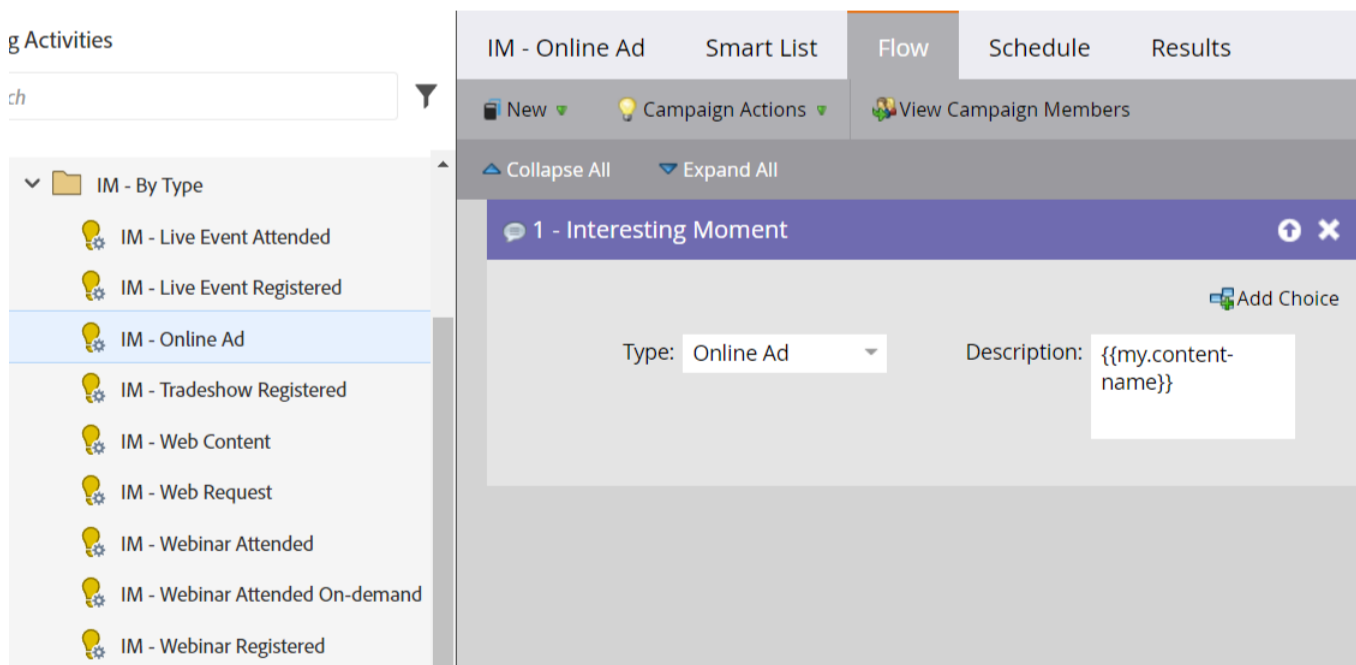 g Activities
ch
IM - By Type
IM - Live Event Attended
IM - Live Event Registered
IM - Online Ad
IM - Tradeshow Registered
IM - Web Content
IM - Web Request
IM - Webinar Attended
IM - Webinar Attended On-demand
IM - Webinar Registered
IM - Online Ad Smart List Flow Schedule Results
New Campaign Actions View Campaign Members
Collapse All Expand All
1 - Interesting Moment
Add Choice
Type: Online Ad Description: {{my.content-
name}}